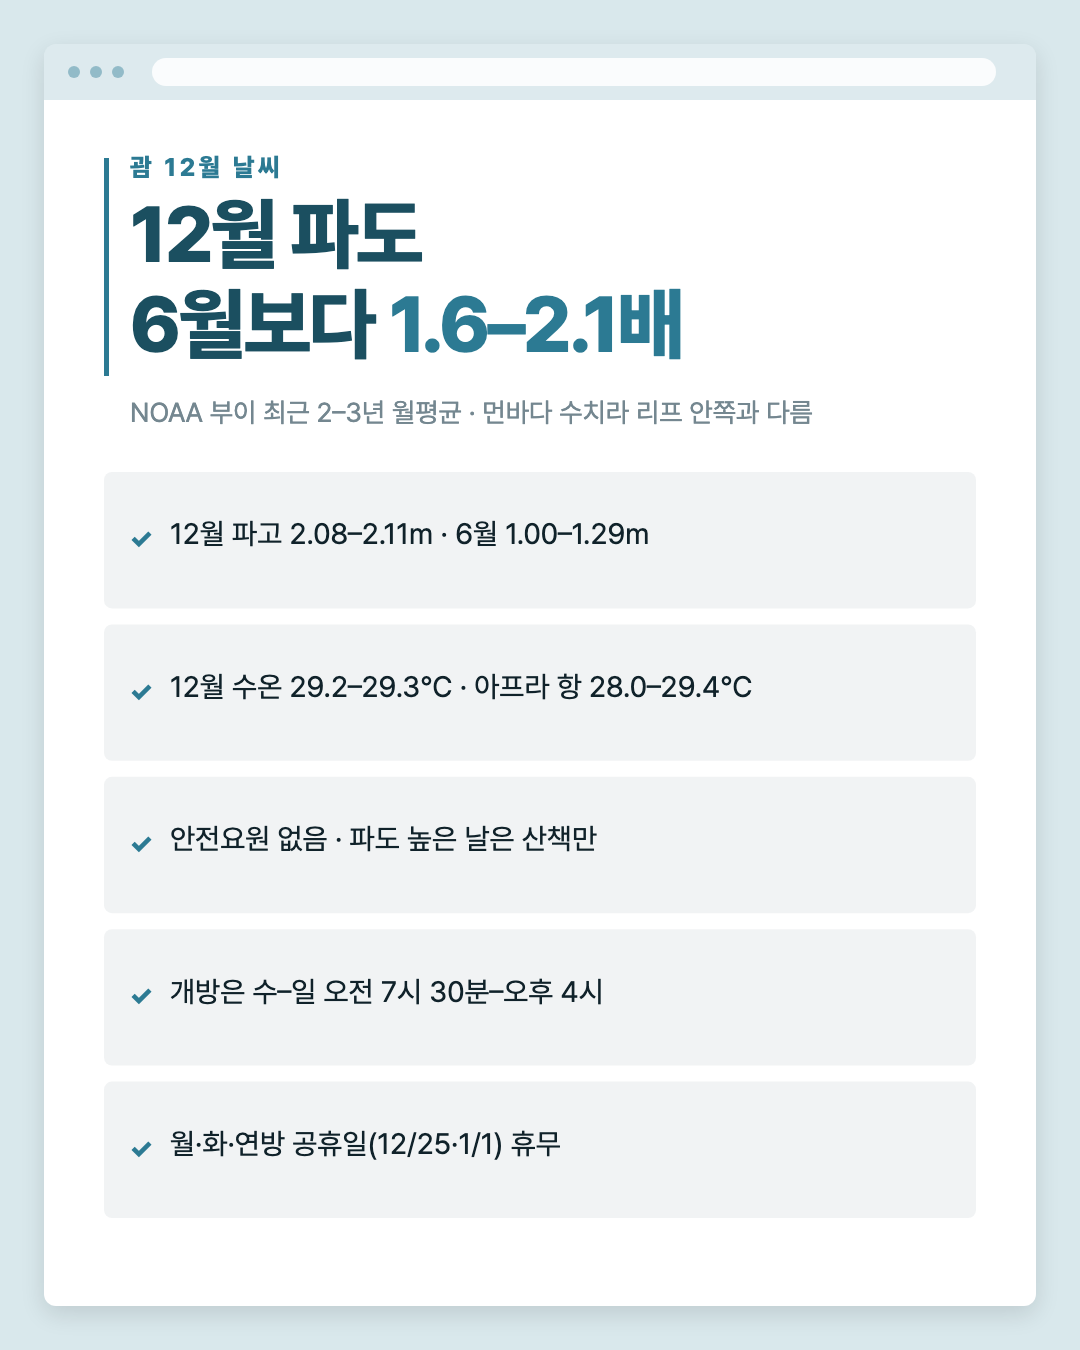 괌 12월 날씨
12월 파도
6월보다 1.6–2.1배
NOAA 부이 최근 2–3년 월평균 · 먼바다 수치라 리프 안쪽과 다름
12월 파고 2.08–2.11m · 6월 1.00–1.29m
12월 수온 29.2–29.3°C · 아프라 항 28.0–29.4°C
안전요원 없음 · 파도 높은 날은 산책만
개방은 수–일 오전 7시 30분–오후 4시
월·화·연방 공휴일(12/25·1/1) 휴무